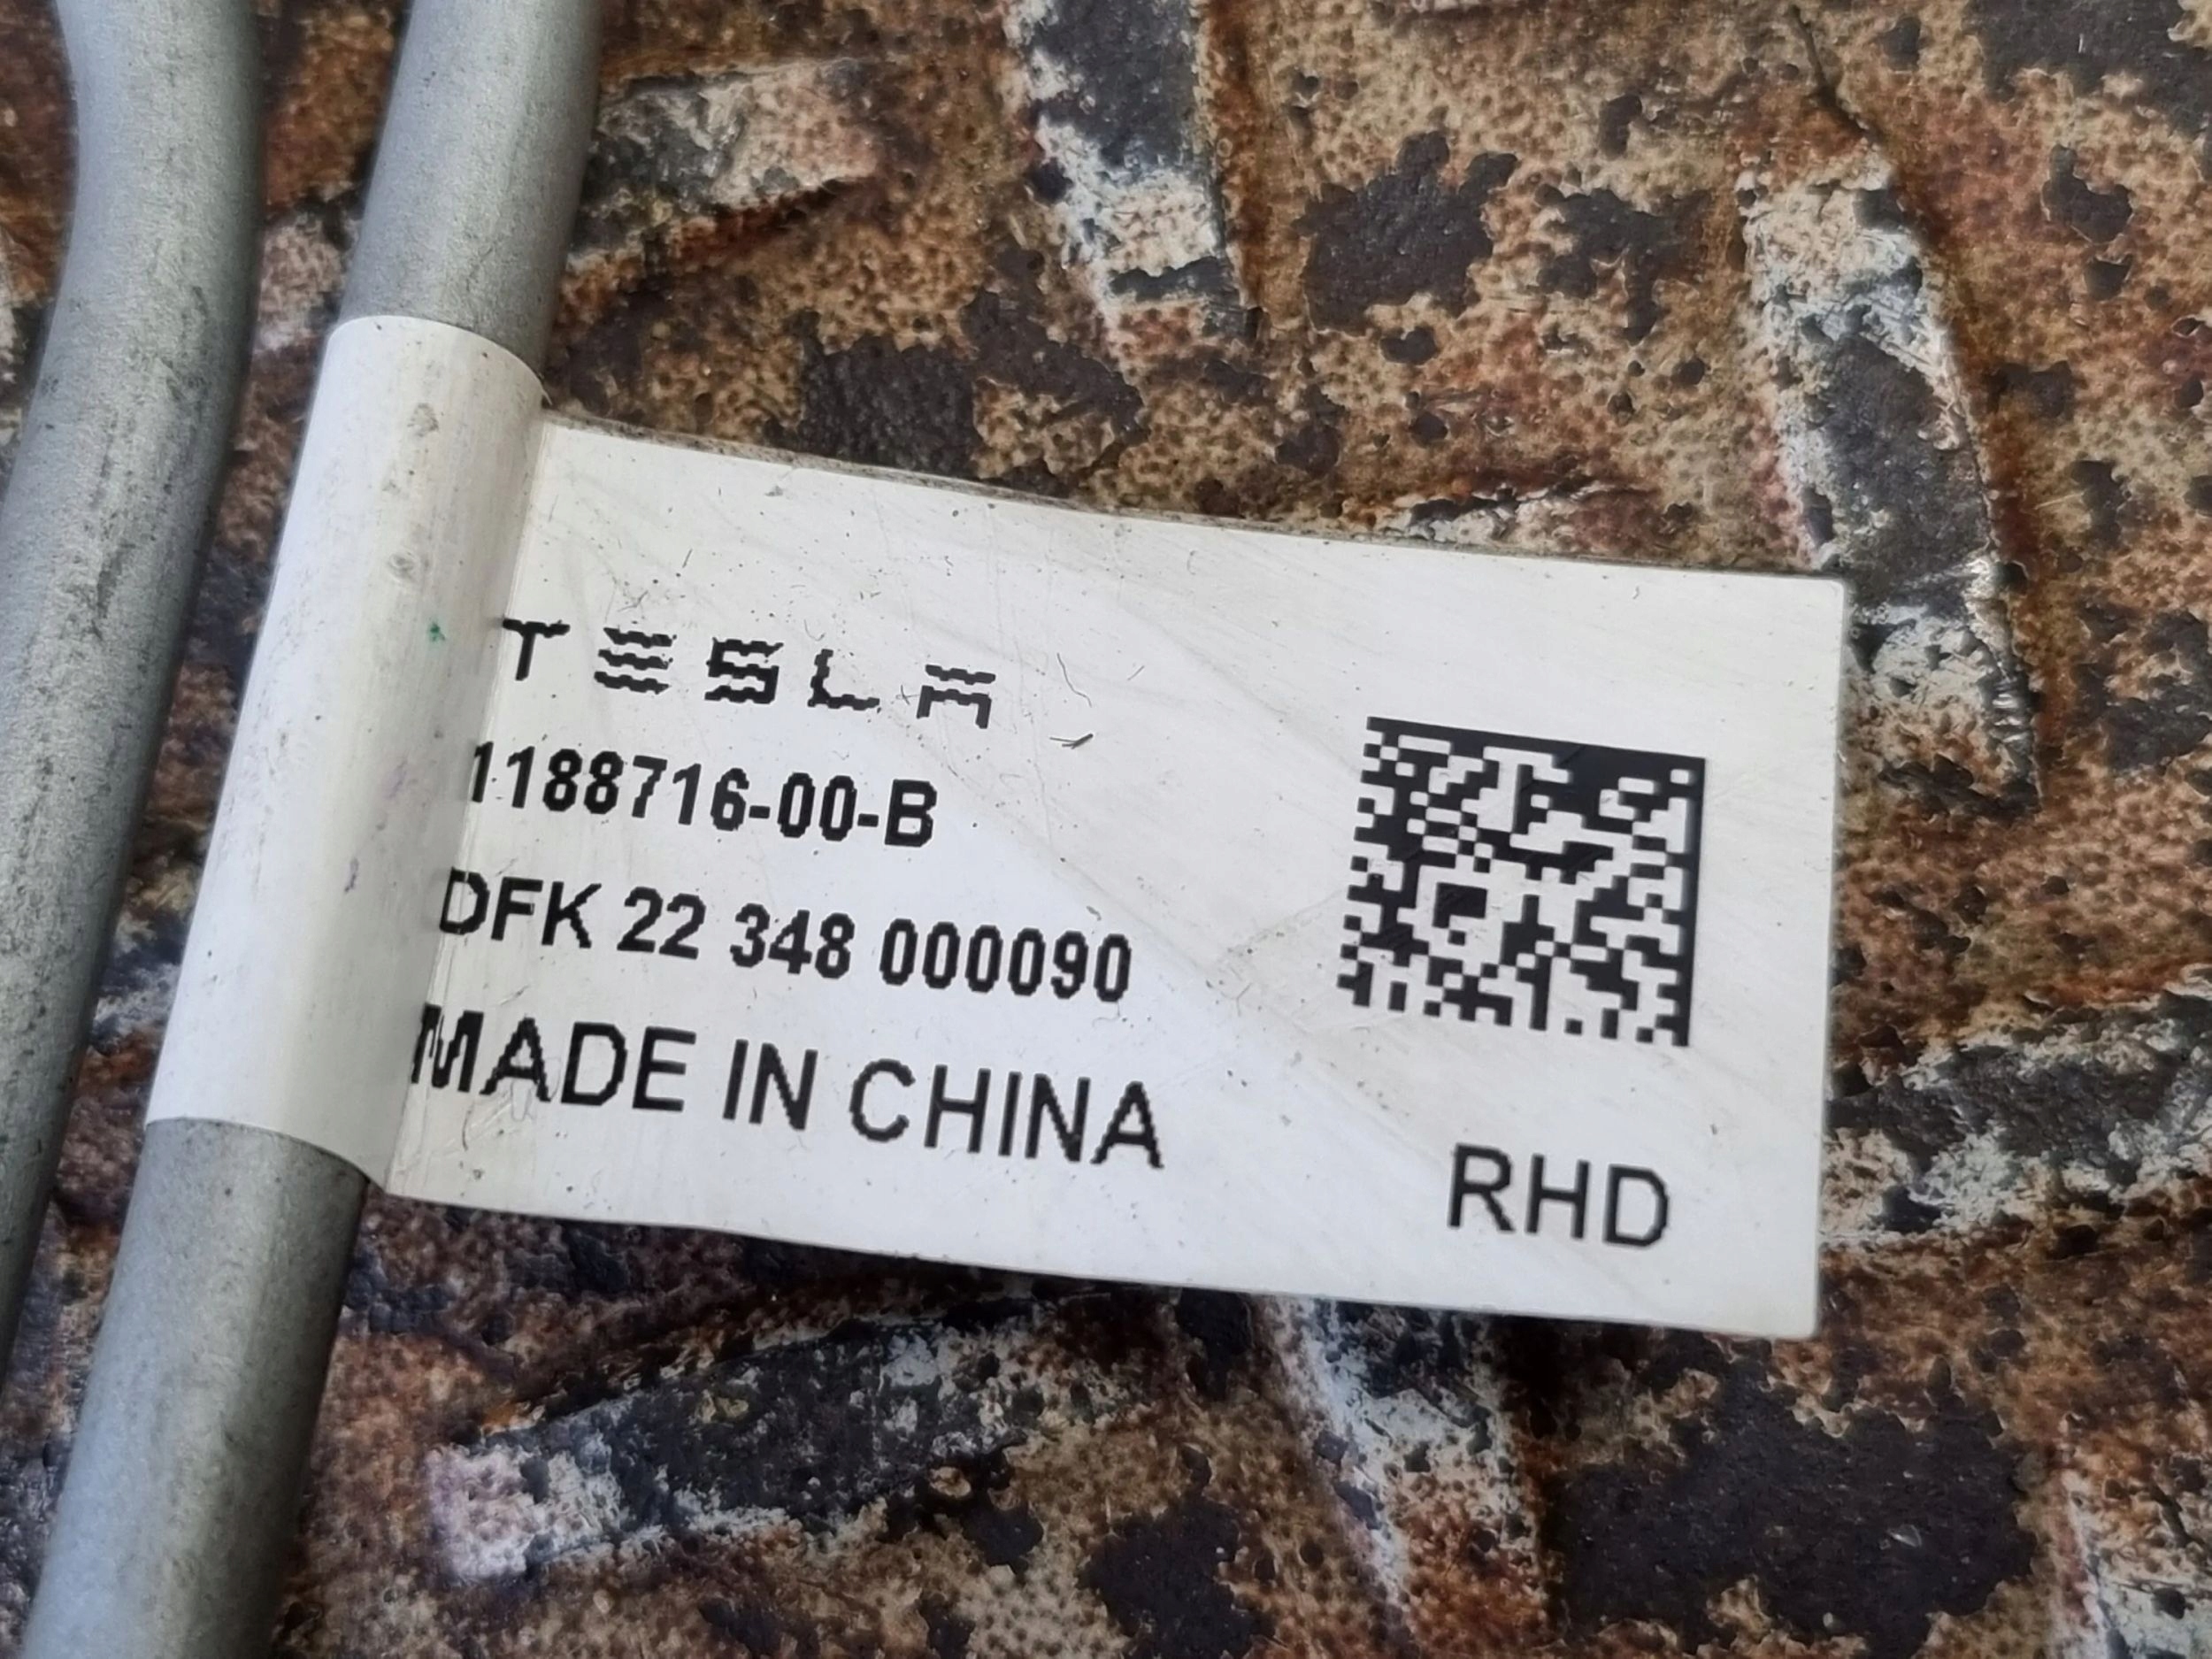 TESLA
1188716-00-B
DFK 22 348 000090
MADE IN CHINA
RHD